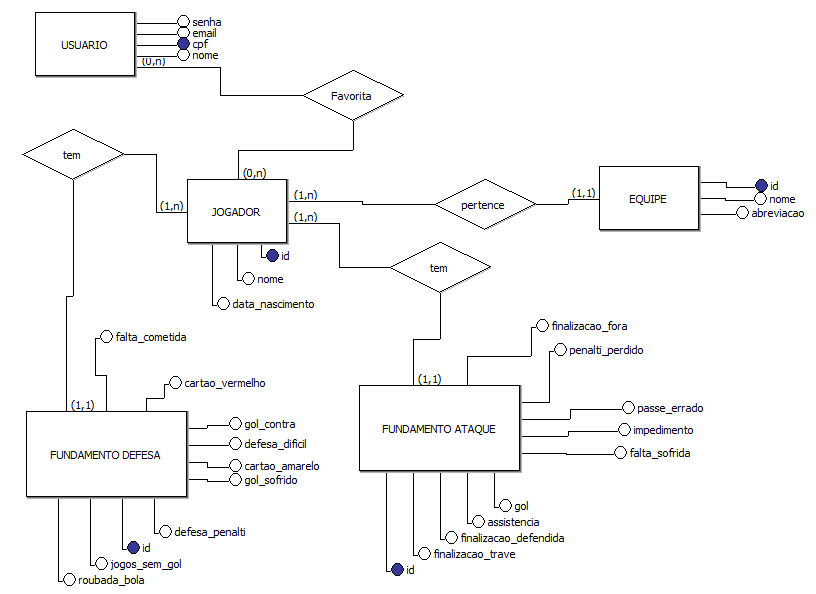 senha
email
cpf
nome
USUARIO
(0,n)
Favorita
tem
(0,n)
(1,n)
JOGADOR
(1,n)
(1,n)
pertence
(1,1)
EQUIPE
id
nome
abreviacao
id
nome
data_nascimento
tem
falta_cometida
cartao_vermelho
(1,1)
FUNDAMENTO DEFESA
gol_contra
defesa_dificil
cartao_amarelo
gol_sofrido
defesa_penalti
id
jogos_sem_gol
roubada_bola
finalizacao_fora
penalti_perdido
(1,1)
FUNDAMENTO ATAQUE
passe_errado
impedimento
falta_sofrida
gol
assistencia
finalizacao_defendida
finalizacao_trave
id